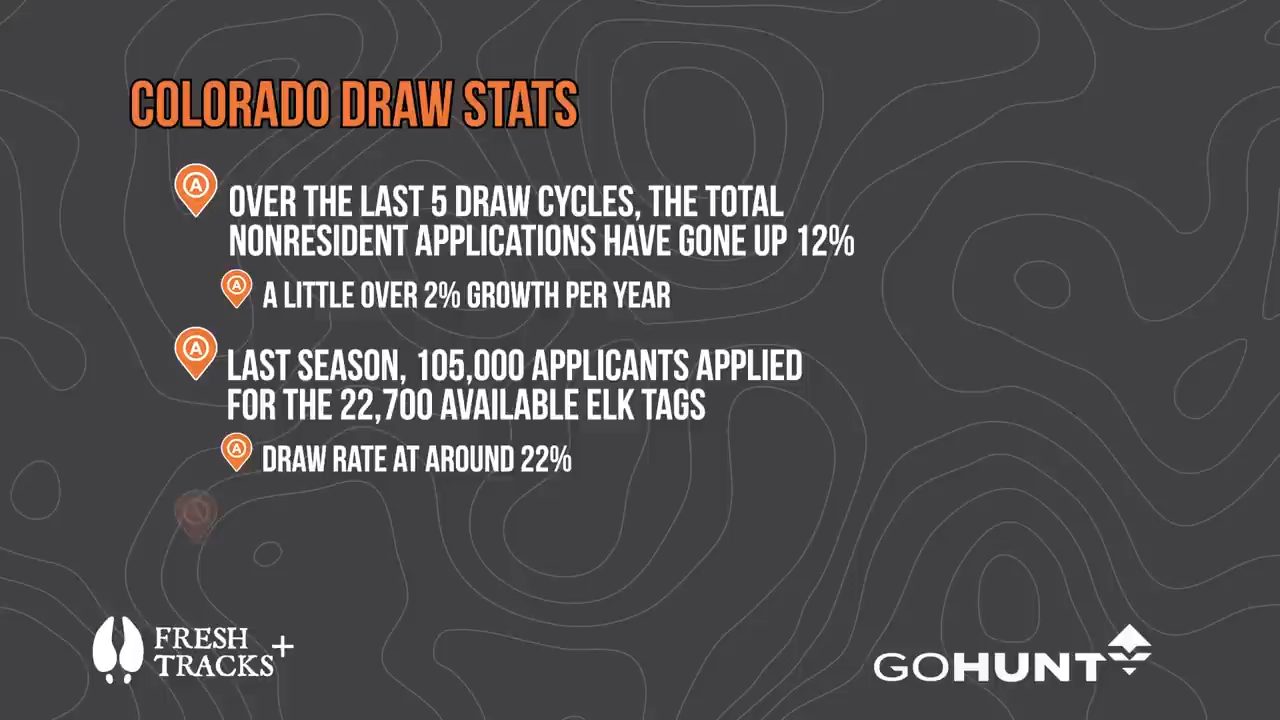 COLORADO DRAW STATS
A
OVER THE LAST 5 DRAW CYCLES, THE TOTAL
NONRESIDENT APPLICATIONS HAVE GONE UP 12%
A
A LITTLE OVER 2% GROWTH PER YEAR
A
LAST SEASON, 105,000 APPLICANTS APPLIED
FOR THE 22,700 AVAILABLE ELK TAGS
A
DRAW RATE AT AROUND 22%
FRESH
TRACKS+
GOHUNT